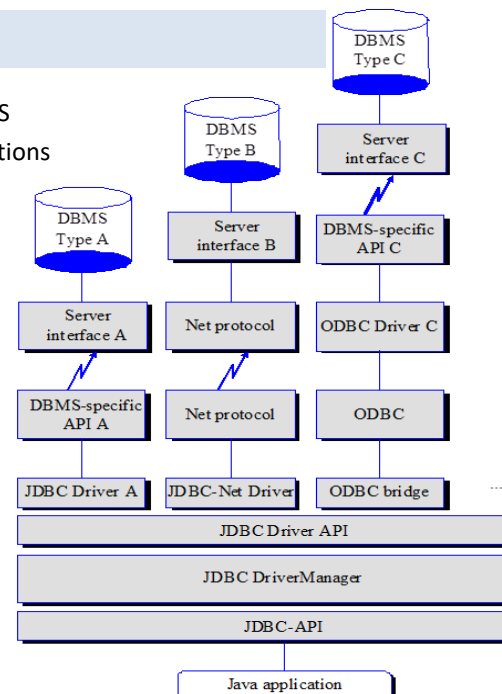 S
tions
DBMS
Type C
Server
interface C
DBMS-specific
API C
ODBC Driver C
ODBC
ODBC bridge
DBMS
Type B
Server
interface B
Net protocol
Net protocol
JDBC-Net Driver
DBMS
Type A
Server
interface A
DBMS-specific
API A
JDBC Driver A
JDBC Driver API
JDBC DriverManager
JDBC-API
Java application